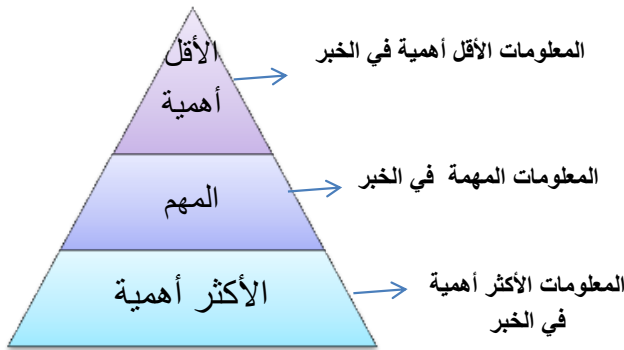 الأقل
أهمية
المعلومات الأقل أهمية في الخبر
المهم
المعلومات المهمة في الخبر
الأكثر أهمية
المعلومات الأكثر أهمية
في الخبر